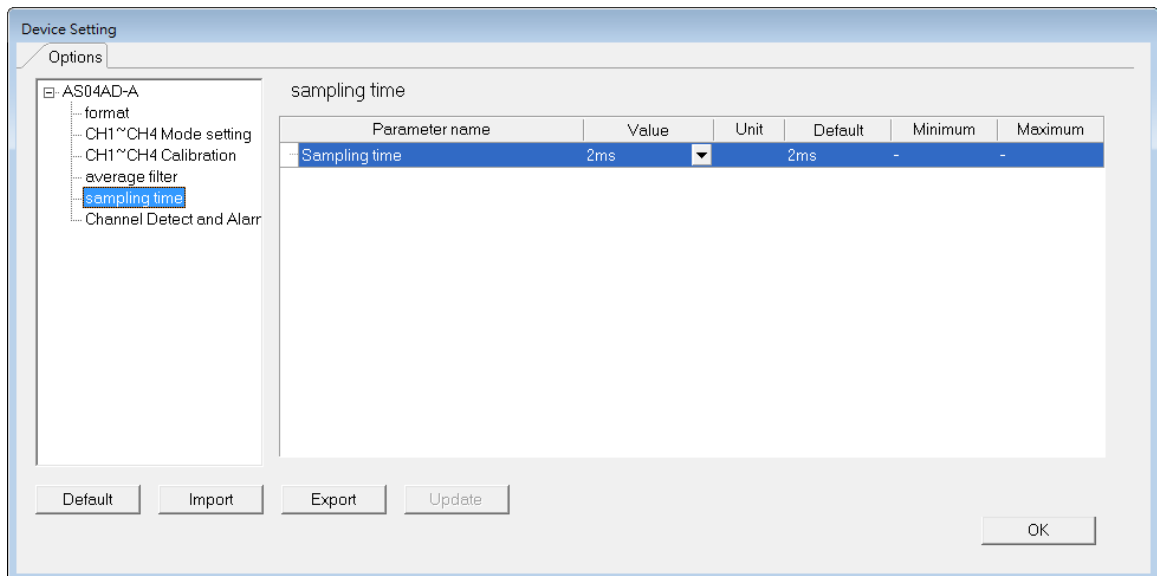 Device Setting
Options
AS04AD-A
format
CH1~CH4 Mode setting
CH1~CH4 Calibration
average filter
sampling time
Channel Detect and Alarr
sampling time
Parameter name Value Unit Default Minimum Maximum
Sampling time 2ms 2ms - -
Default Import Export Update
OK